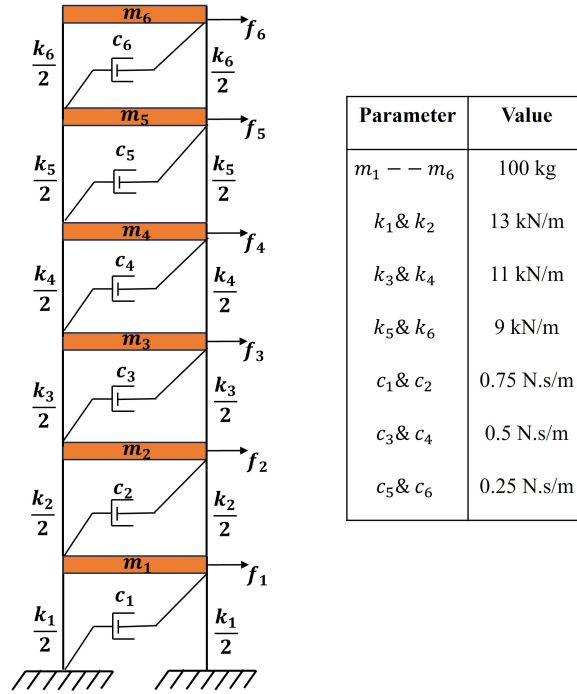 m₆
f₆
k₆/2
c₆
k₆/2
m₅
f₅
k₅/2
c₅
k₅/2
m₄
f₄
k₄/2
c₄
k₄/2
m₃
f₃
k₃/2
c₃
k₃/2
m₂
f₂
k₂/2
c₂
k₂/2
m₁
f₁
k₁/2
c₁
k₁/2
Parameter Value
m₁ −− m₆ 100 kg
k₁& k₂ 13 kN/m
k₃& k₄ 11 kN/m
k₅& k₆ 9 kN/m
c₁& c₂ 0.75 N.s/m
c₃& c₄ 0.5 N.s/m
c₅& c₆ 0.25 N.s/m